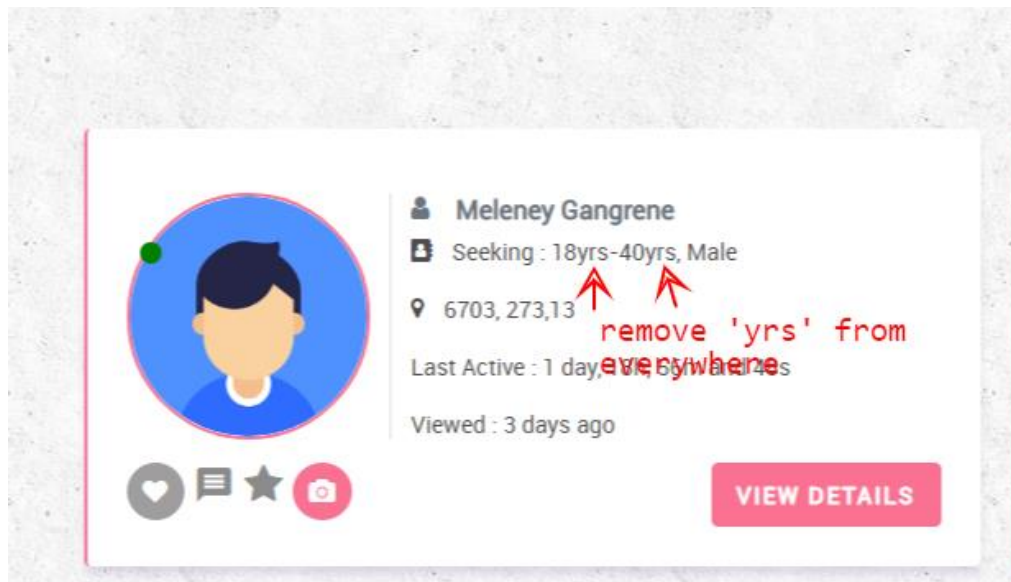 Meleney Gangrene
Seeking : 18yrs-40yrs, Male
6703, 273,13
remove 'yrs' from
everywhere
Last Active : 1 day, and
Viewed : 3 days ago
VIEW DETAILS